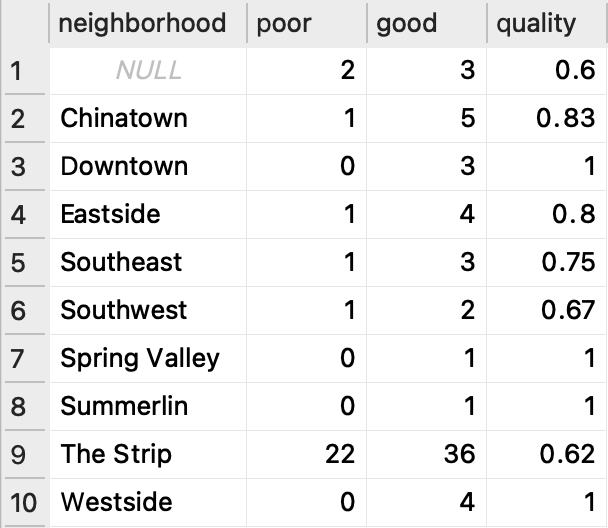 neighborhood poor good quality
1 NULL 2 3 0.6
2 Chinatown 1 5 0.83
3 Downtown 0 3 1
4 Eastside 1 4 0.8
5 Southeast 1 3 0.75
6 Southwest 1 2 0.67
7 Spring Valley 0 1 1
8 Summerlin 0 1 1
9 The Strip 22 36 0.62
10 Westside 0 4 1